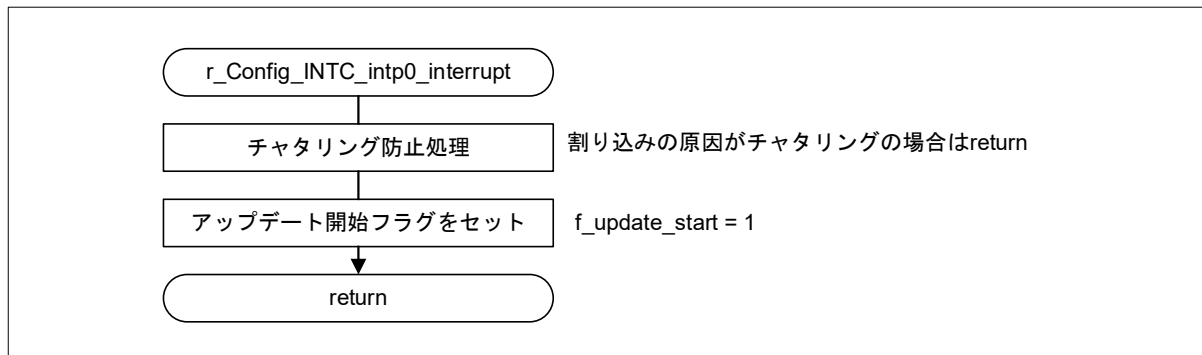 r_Config_INTC_intp0_interrupt
チャタリング防止処理
割り込みの原因がチャタリングの場合はreturn
アップデート開始フラグをセット
f_update_start = 1
return